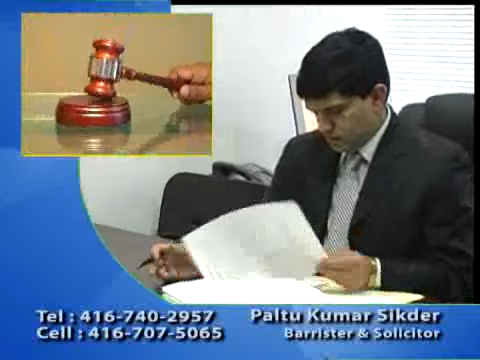 Tel : 416-740-2957
Cell : 416-707-5065
Paltu Kumar Sikder
Barrister & Solicitor